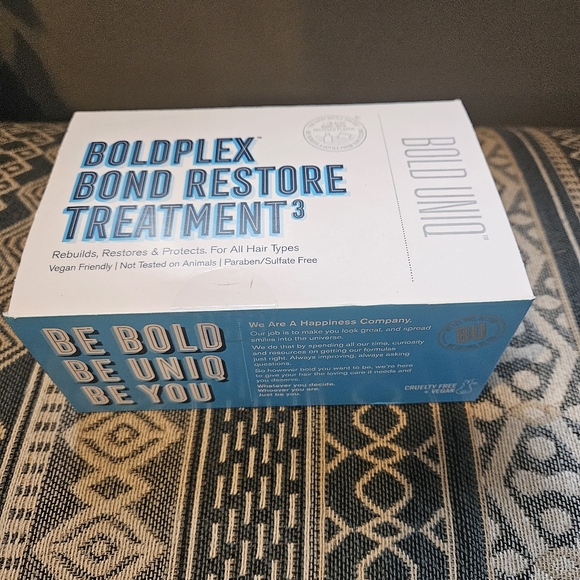 BOLDPLEX™
BOND RESTORE
TREATMENT³
Rebuilds, Restores & Protects. For All Hair Types
Vegan Friendly | Not Tested on Animals | Paraben/Sulfate Free
BOLD UNIQ
BE BOLD
BE UNIQ
BE YOU
We Are A Happiness Company.
Our job is to make you look great, and spread
smiles into the universe.
We do that by spending all our time, curiosity
and resources on getting our formulas
just right. Always improving, always asking
questions.
So however bold you want to be, we're here
to give your hair the loving care it needs and
you deserve.
Whatever you decide.
Whoever you are.
Just be you.
BU
CRUELTY FREE
+ VEGAN